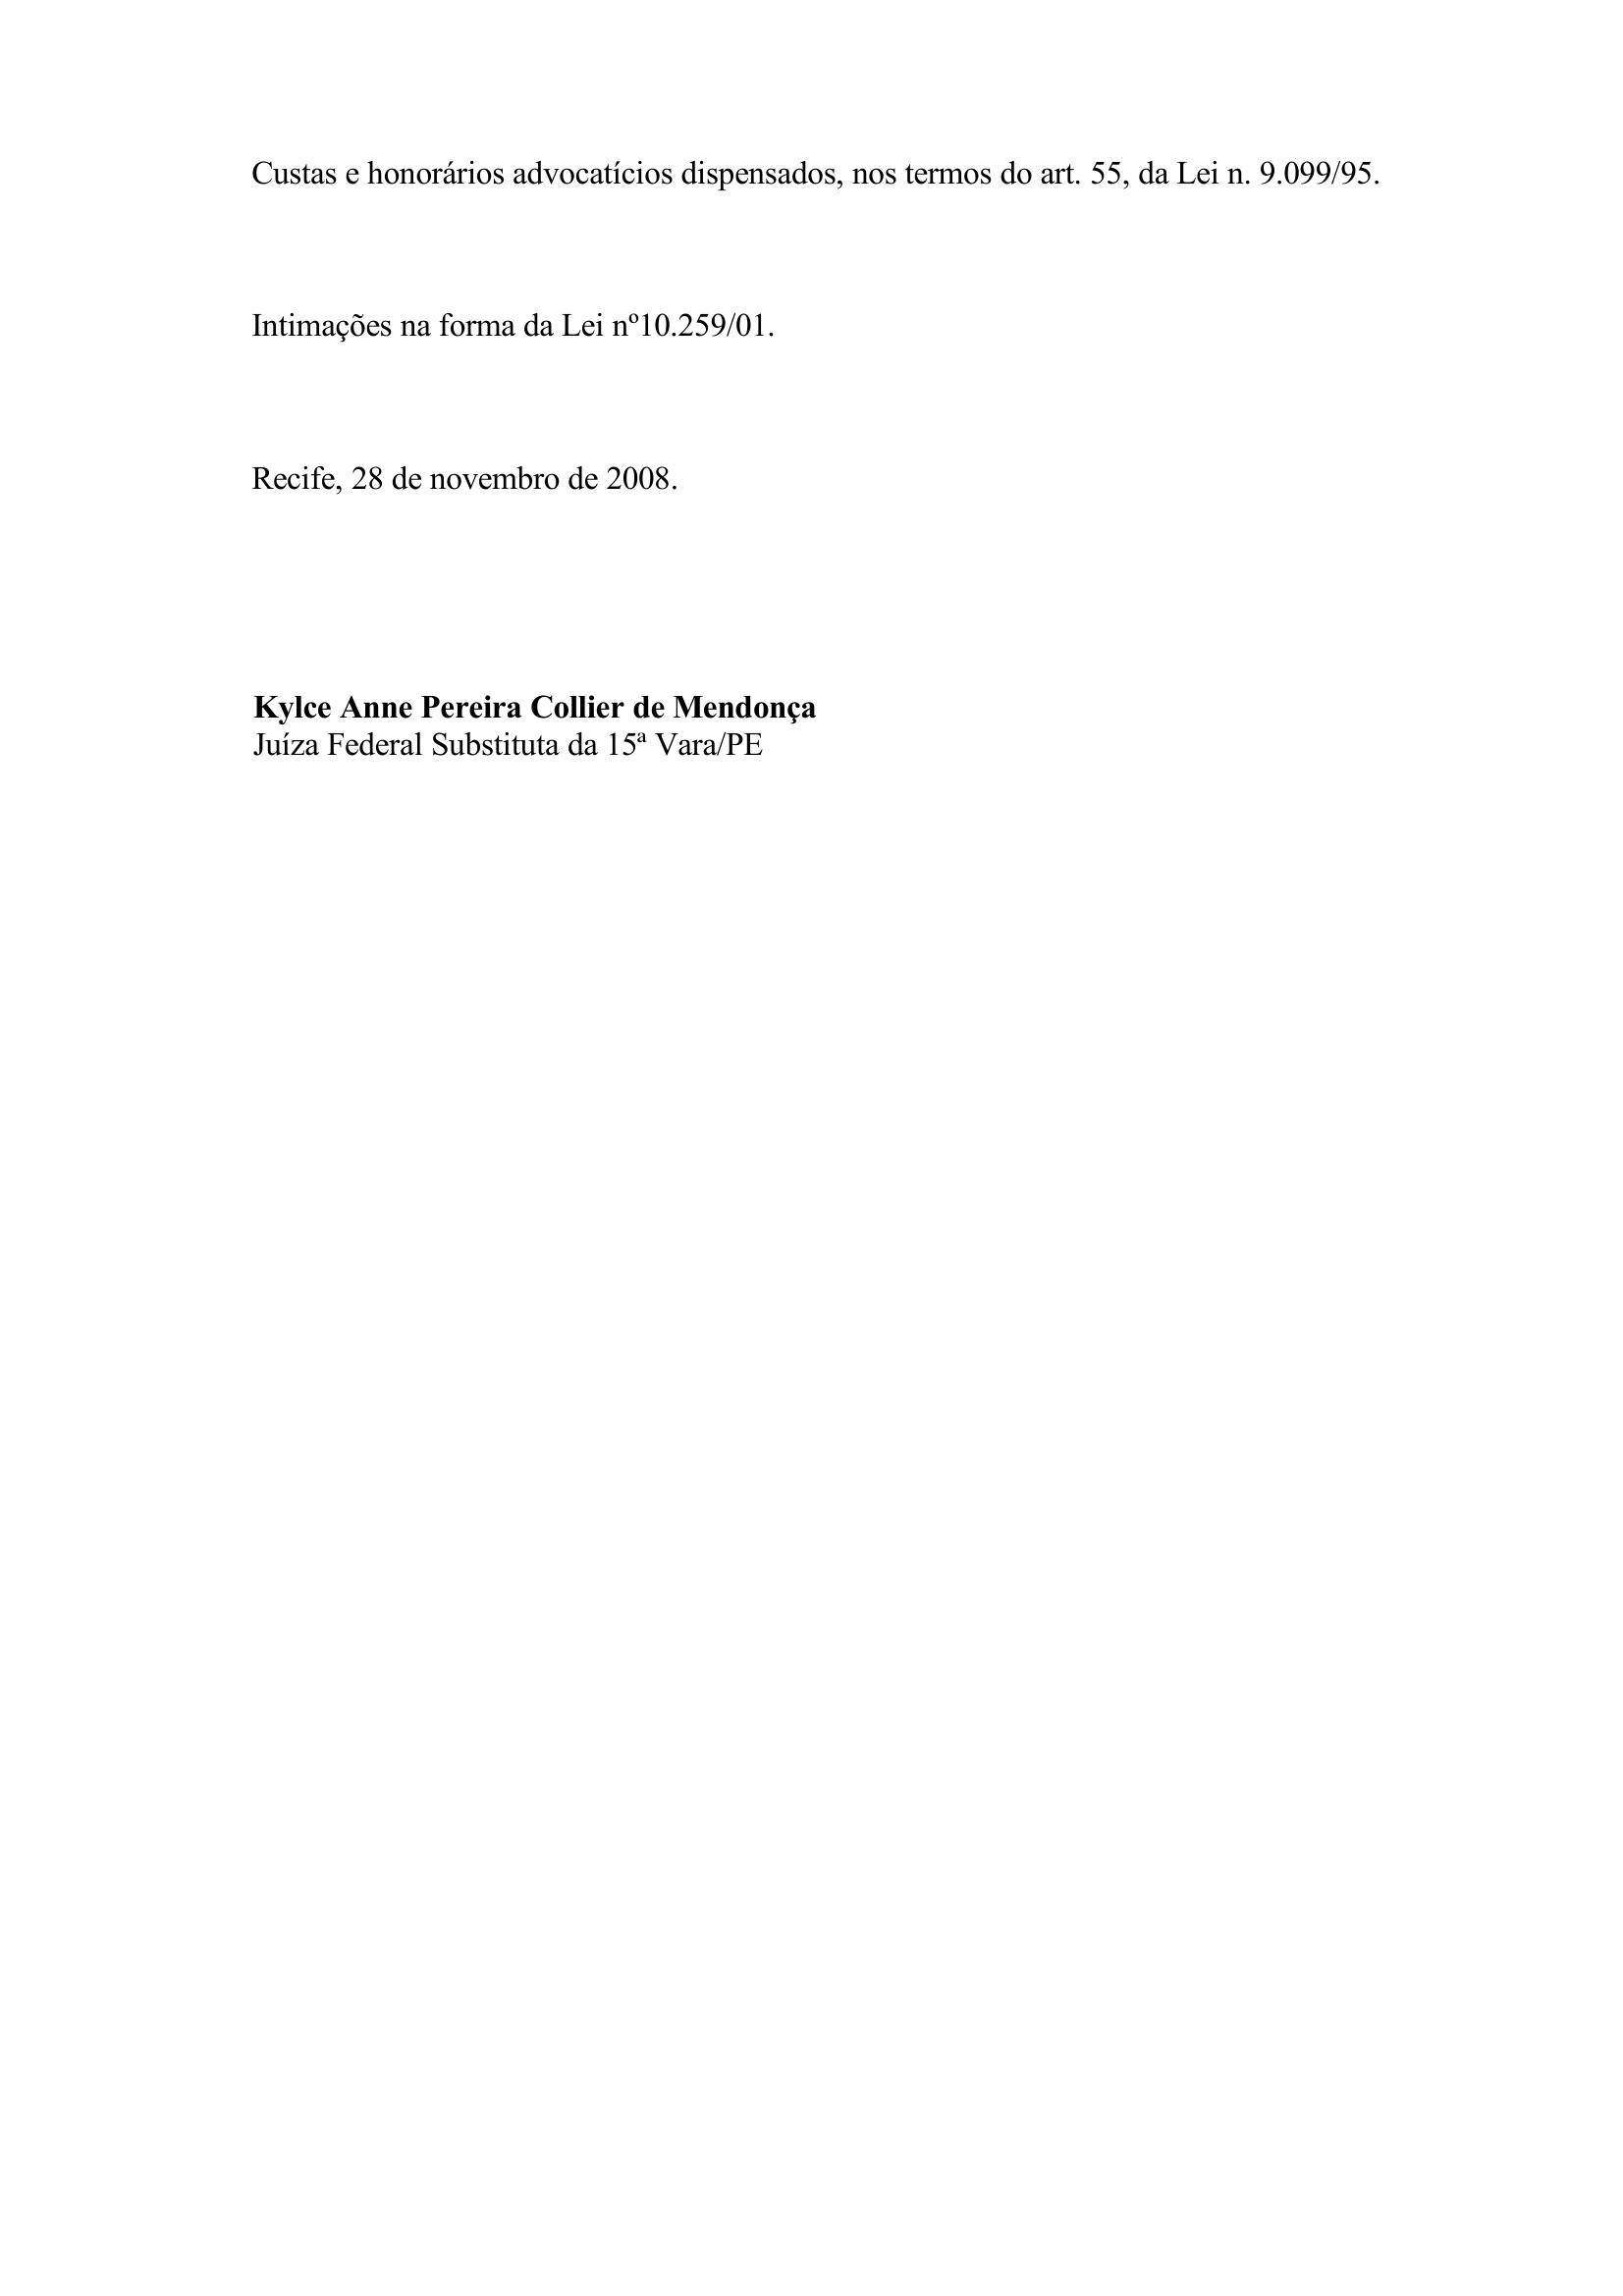 Custas e honorários advocatícios dispensados, nos termos do art. 55, da Lei n. 9.099/95.
Intimações na forma da Lei nº10.259/01.
Recife, 28 de novembro de 2008.
Kylce Anne Pereira Collier de Mendonça
Juíza Federal Substituta da 15ª Vara/PE